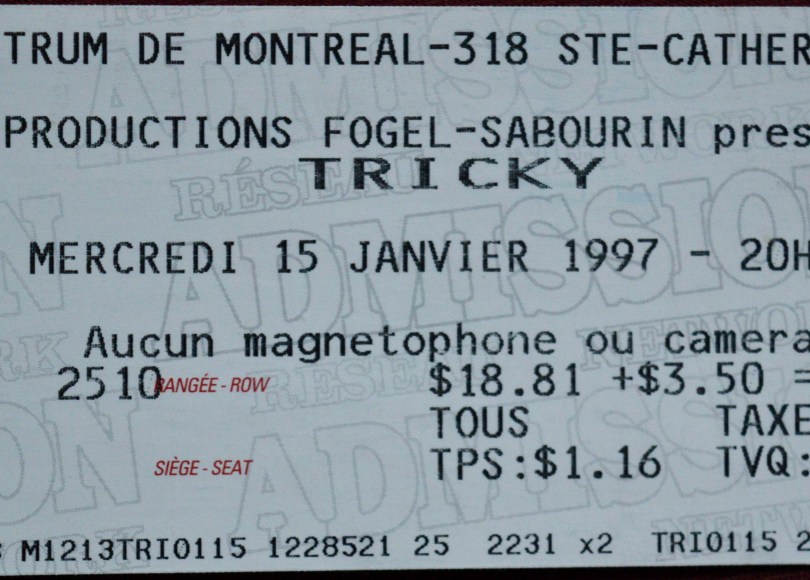 TRUM DE MONTREAL-318 STE-CATHER
PRODUCTIONS FOGEL-SABOURIN pres
TRICKY
MERCREDI 15 JANVIER 1997 - 20H
Aucun magnetophone ou camera
2510 RANGÉE - ROW $18.81 +$3.50 =
TOUS TAXE
SIÈGE - SEAT TPS:$1.16 TVQ:
M1213TRI0115 1228521 25 2231 x2 TRI0115 2